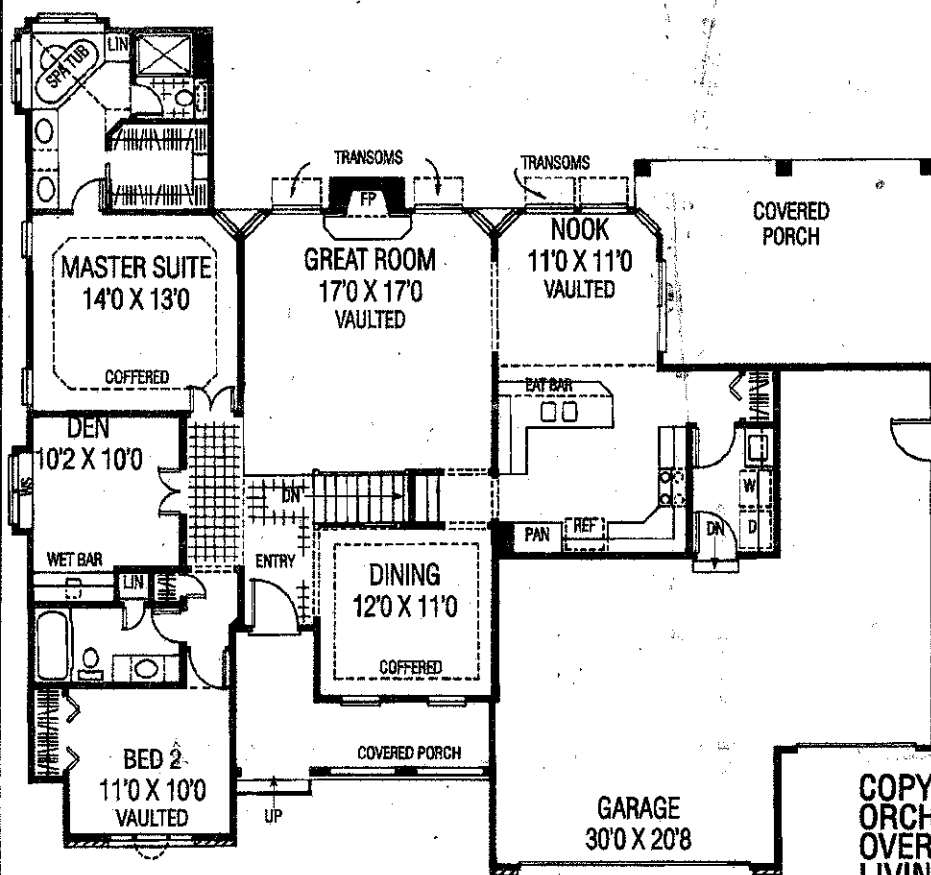 LIN
SPA TUB
TRANSOMS
TRANSOMS
FP
COVERED
PORCH
MASTER SUITE
14'0 X 13'0
COFFERED
GREAT ROOM
17'0 X 17'0
VAULTED
NOOK
11'0 X 11'0
VAULTED
EAT BAR
DEN
10'2 X 10'0
WS
DN
W
PAN
REF
DN
D
WET BAR
LIN
ENTRY
DINING
12'0 X 11'0
COFFERED
BED 2
11'0 X 10'0
VAULTED
COVERED PORCH
UP
GARAGE
30'0 X 20'8
COPY
ORCH
OVER
LIVIN